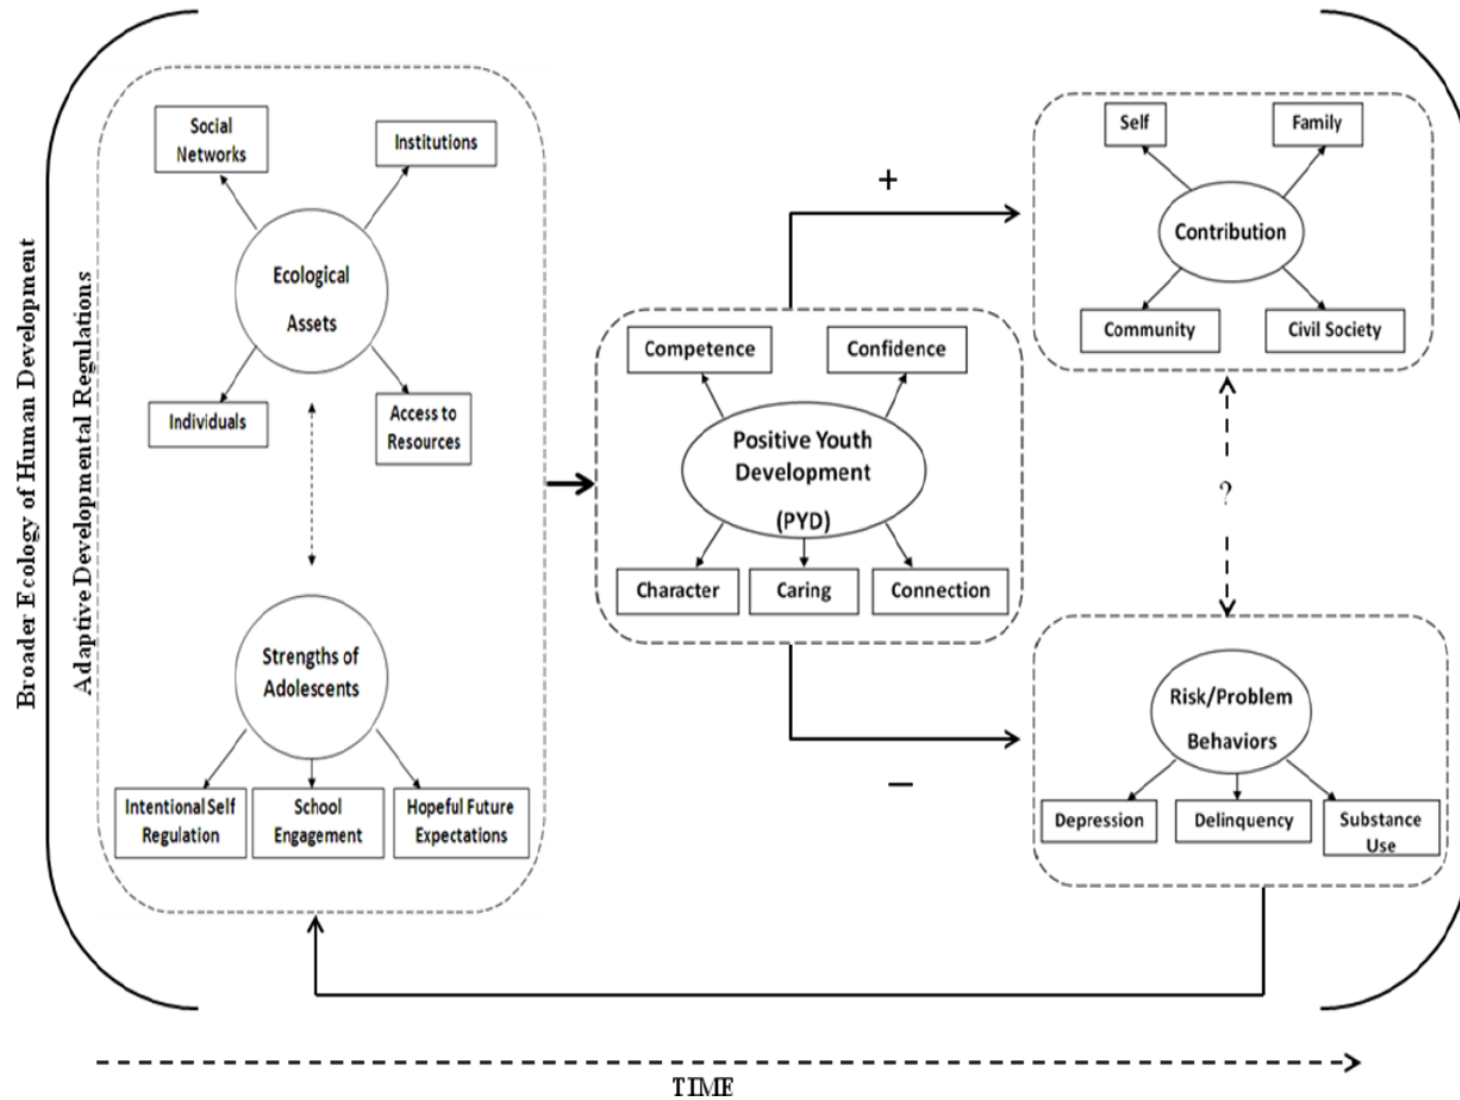 Broader Ecology of Human Development
Adaptive Developmental Regulations
Social
Networks
Institutions
Ecological
Assets
Individuals
Access to
Resources
Strengths of
Adolescents
Intentional Self
Regulation
School
Engagement
Hopeful Future
Expectations
Competence
Confidence
Positive Youth
Development
(PYD)
Character
Caring
Connection
+
–
Self
Family
Contribution
Community
Civil Society
?
Risk/Problem
Behaviors
Depression
Delinquency
Substance
Use
TIME